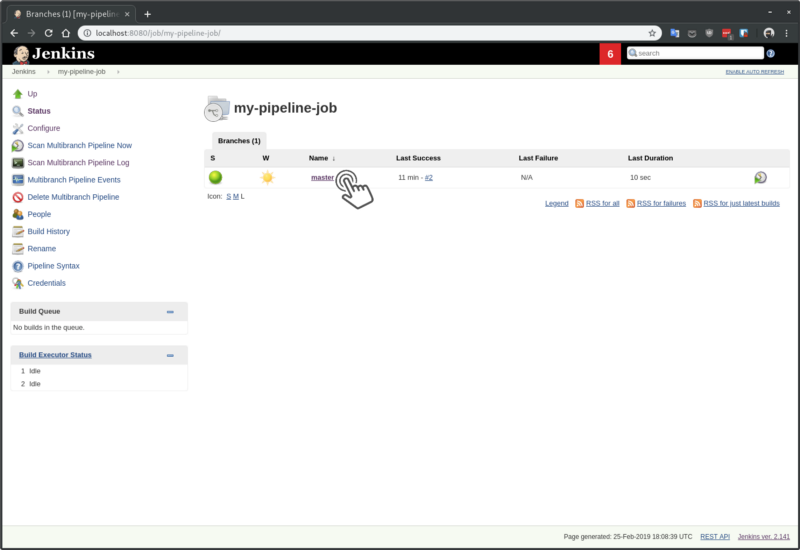 Branches (1) [my-pipeline
localhost:8080/job/my-pipeline-job/
Jenkins
6
search
Jenkins
my-pipeline-job
ENABLE AUTO REFRESH
Up
Status
Configure
Scan Multibranch Pipeline Now
Scan Multibranch Pipeline Log
Multibranch Pipeline Events
Delete Multibranch Pipeline
People
Build History
Rename
Pipeline Syntax
Credentials
Build Queue
No builds in the queue.
Build Executor Status
1 Idle
2 Idle
my-pipeline-job
Branches (1)
S W Name ↓ Last Success Last Failure Last Duration
master 11 min - #2 N/A 10 sec
Icon: S M L
Legend RSS for all RSS for failures RSS for just latest builds
Page generated: 25-Feb-2019 18:08:39 UTC REST API Jenkins ver. 2.141